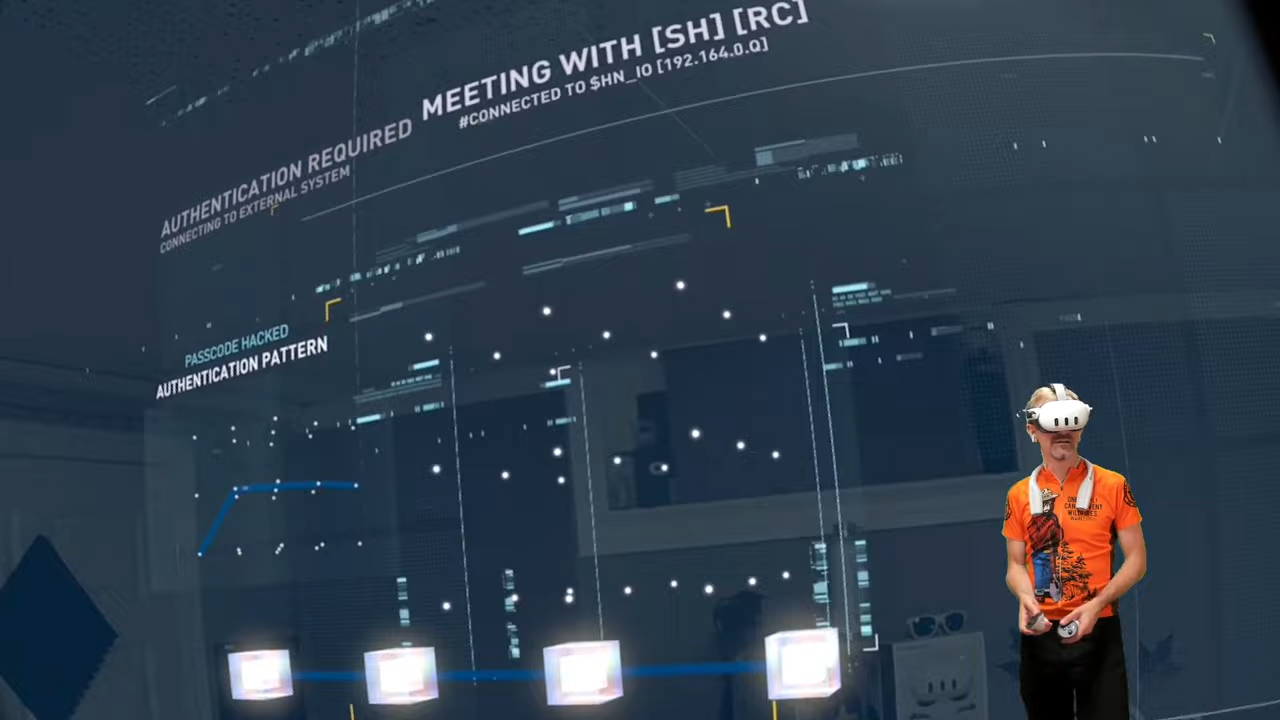 MEETING WITH [SH] [RC]
#CONNECTED TO $HN_IO [192.164.0.Q]
AUTHENTICATION REQUIRED
CONNECTING TO EXTERNAL SYSTEM
PASSCODE HACKED
AUTHENTICATION PATTERN